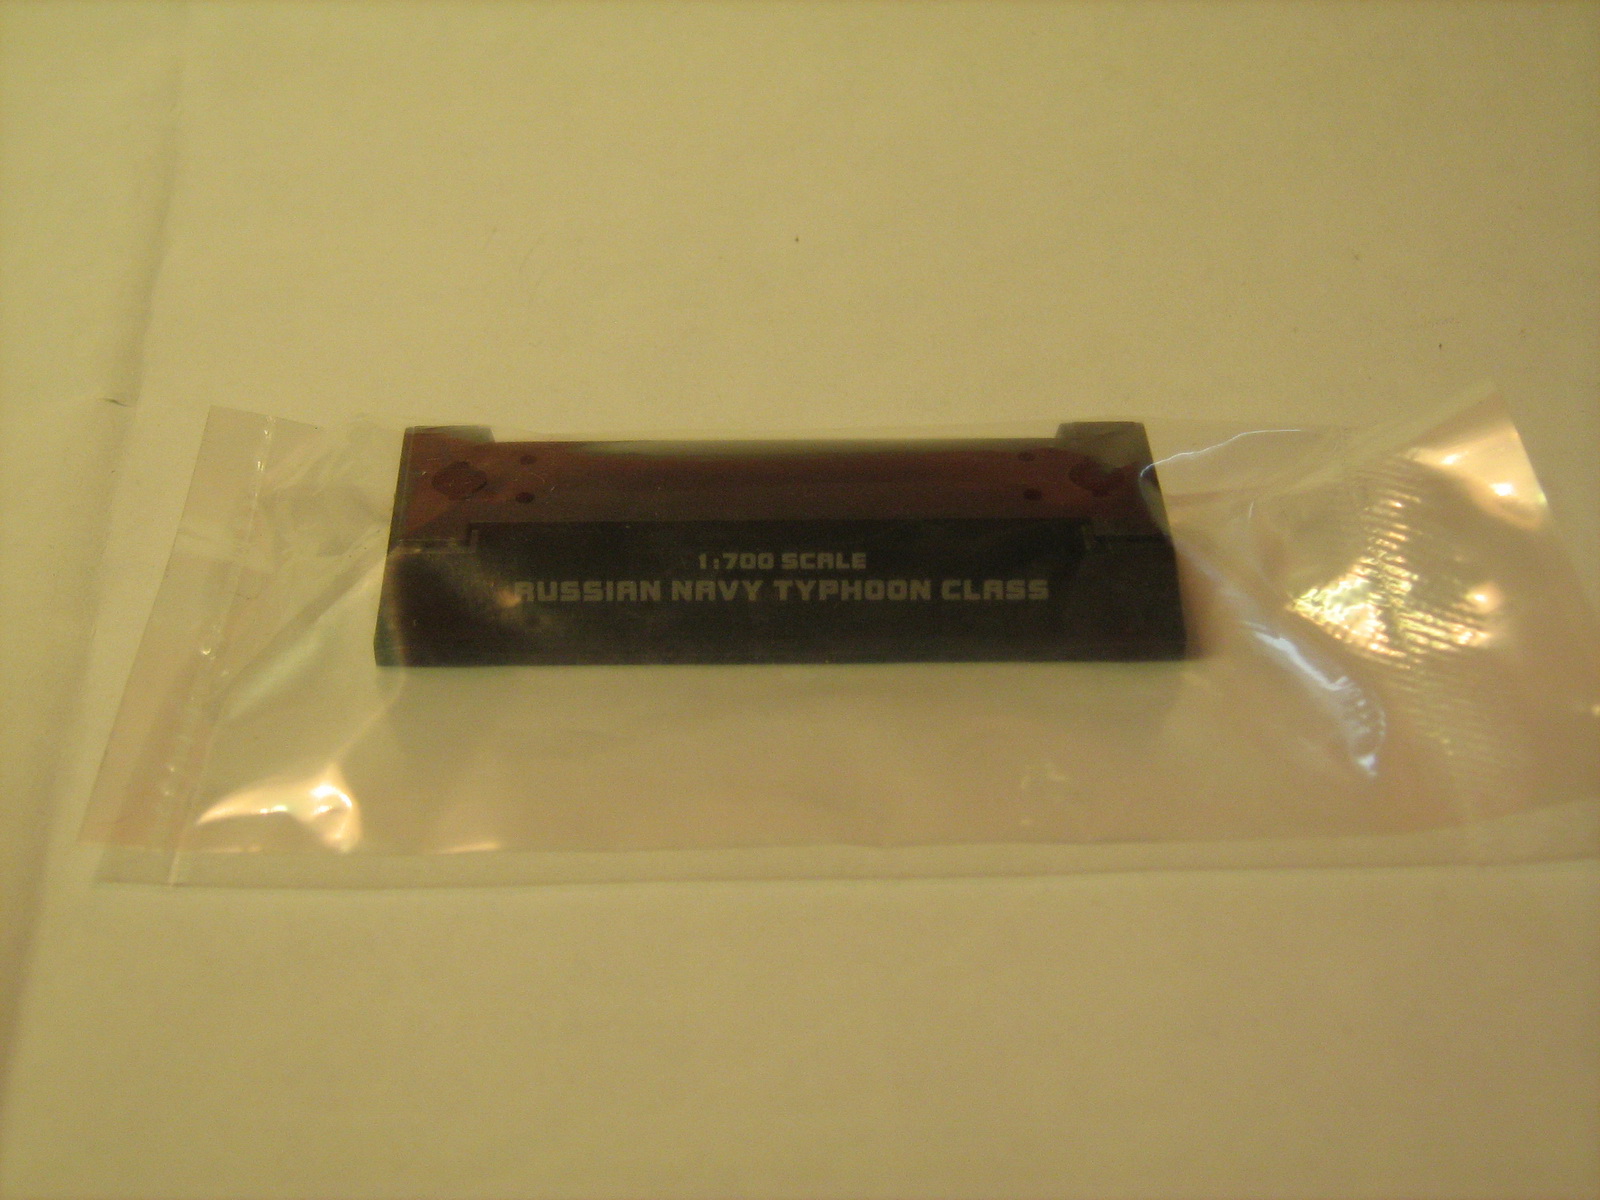 1:700 SCALE
RUSSIAN NAVY TYPHOON CLASS